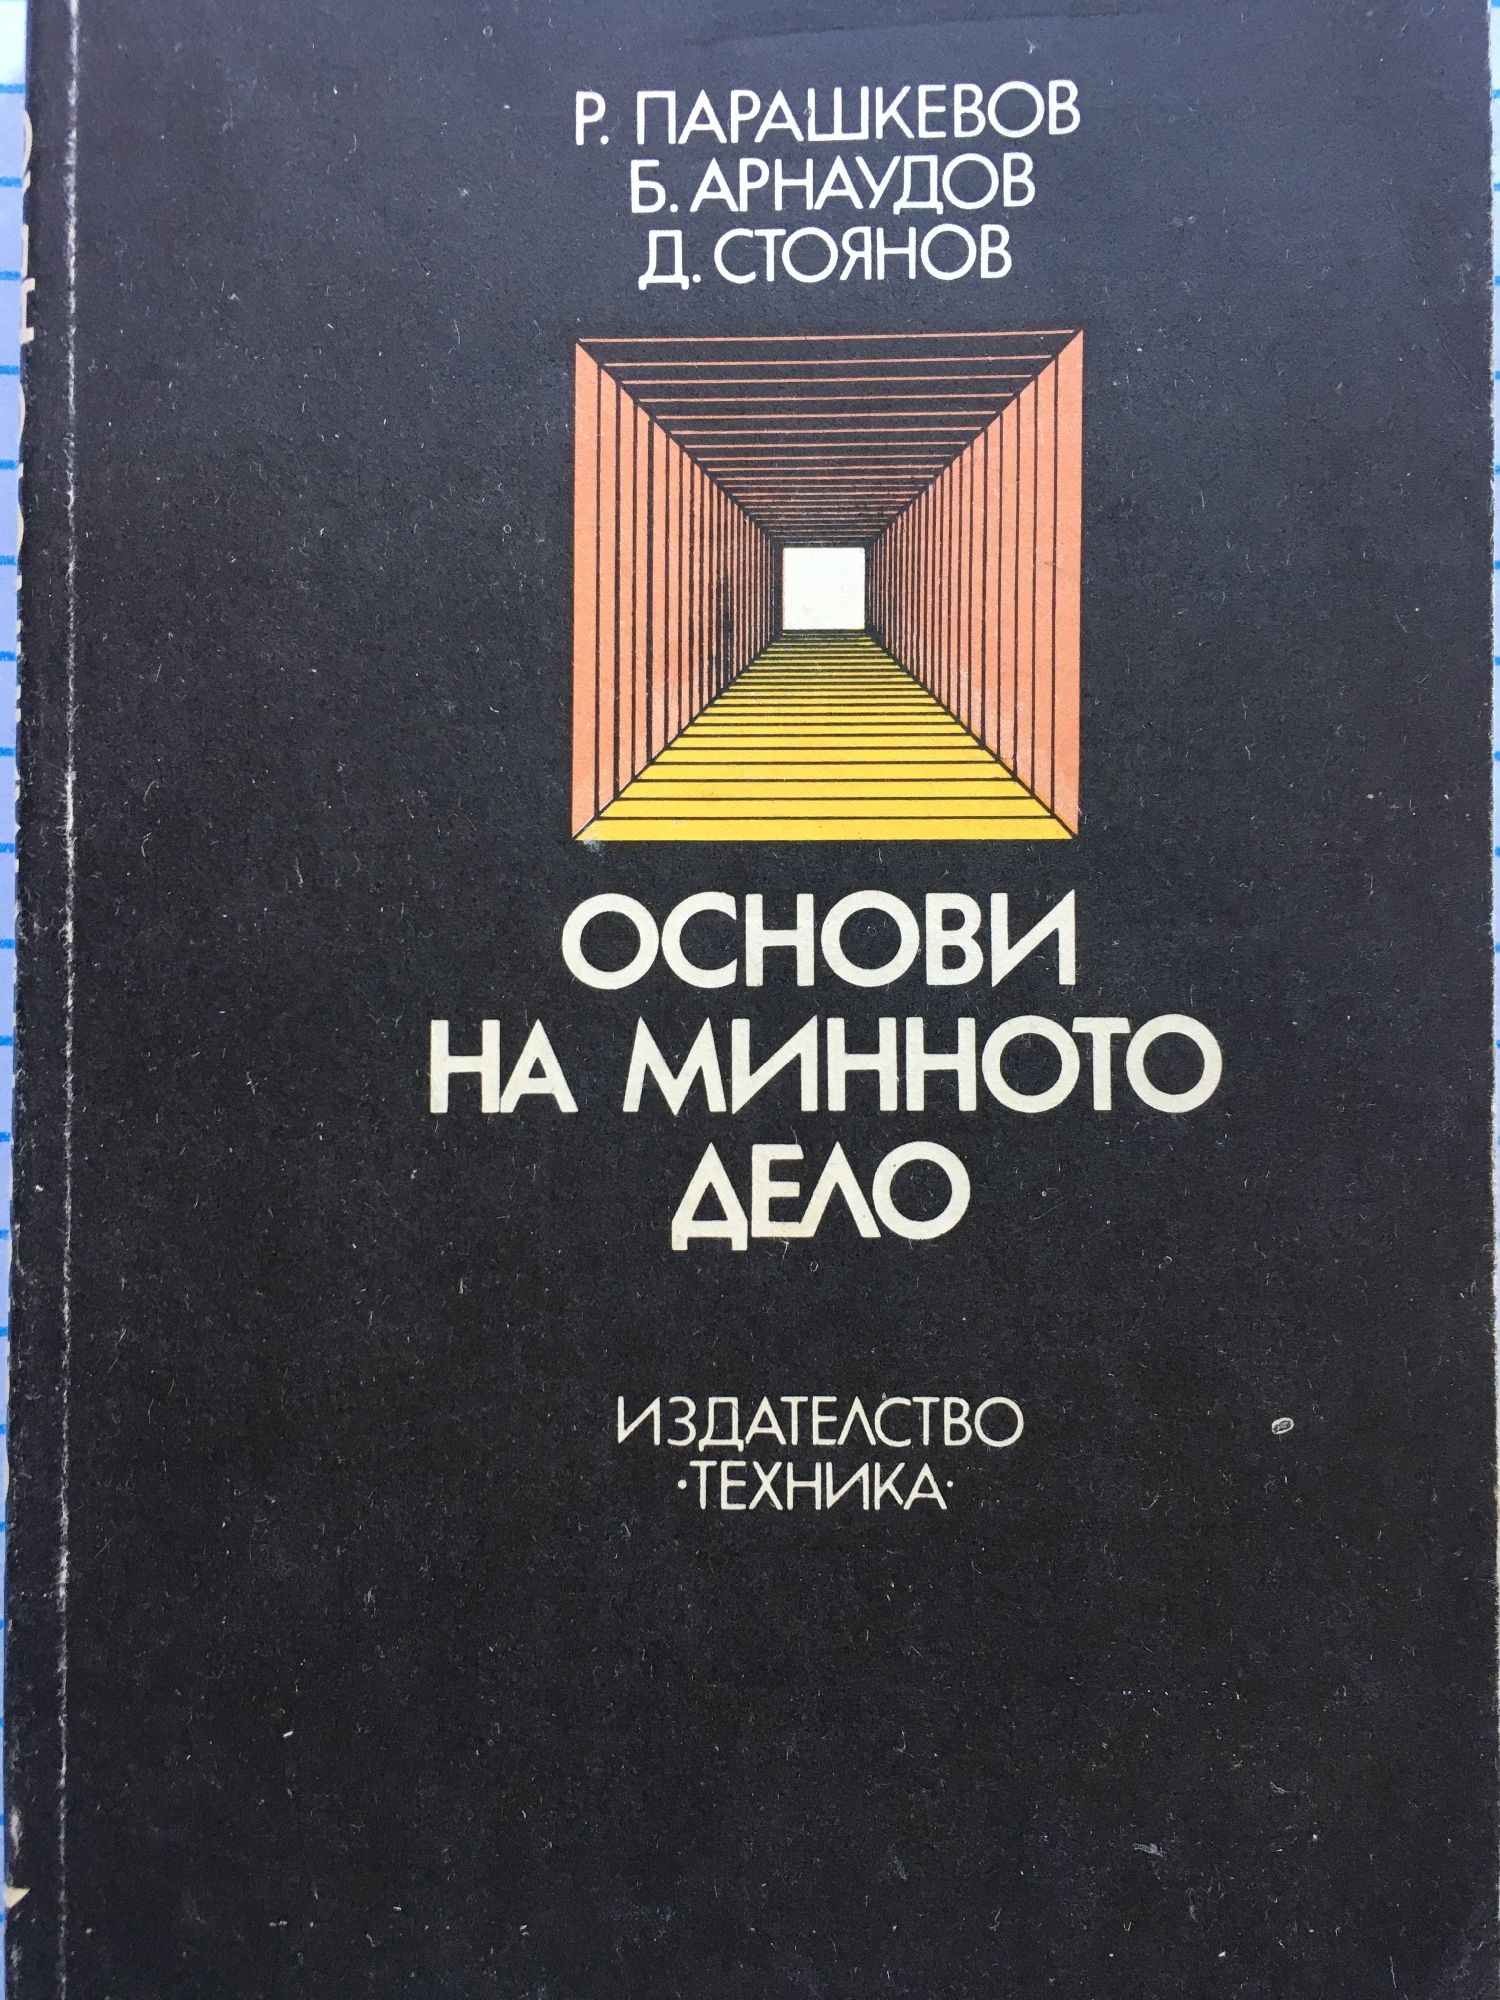 Р. ПАРАШКЕВОВ
Б. АРНАУДОВ
Д. СТОЯНОВ
ОСНОВИ
НА МИННОТО
ДЕЛО
ИЗДАТЕЛСТВО
·ТЕХНИКА·